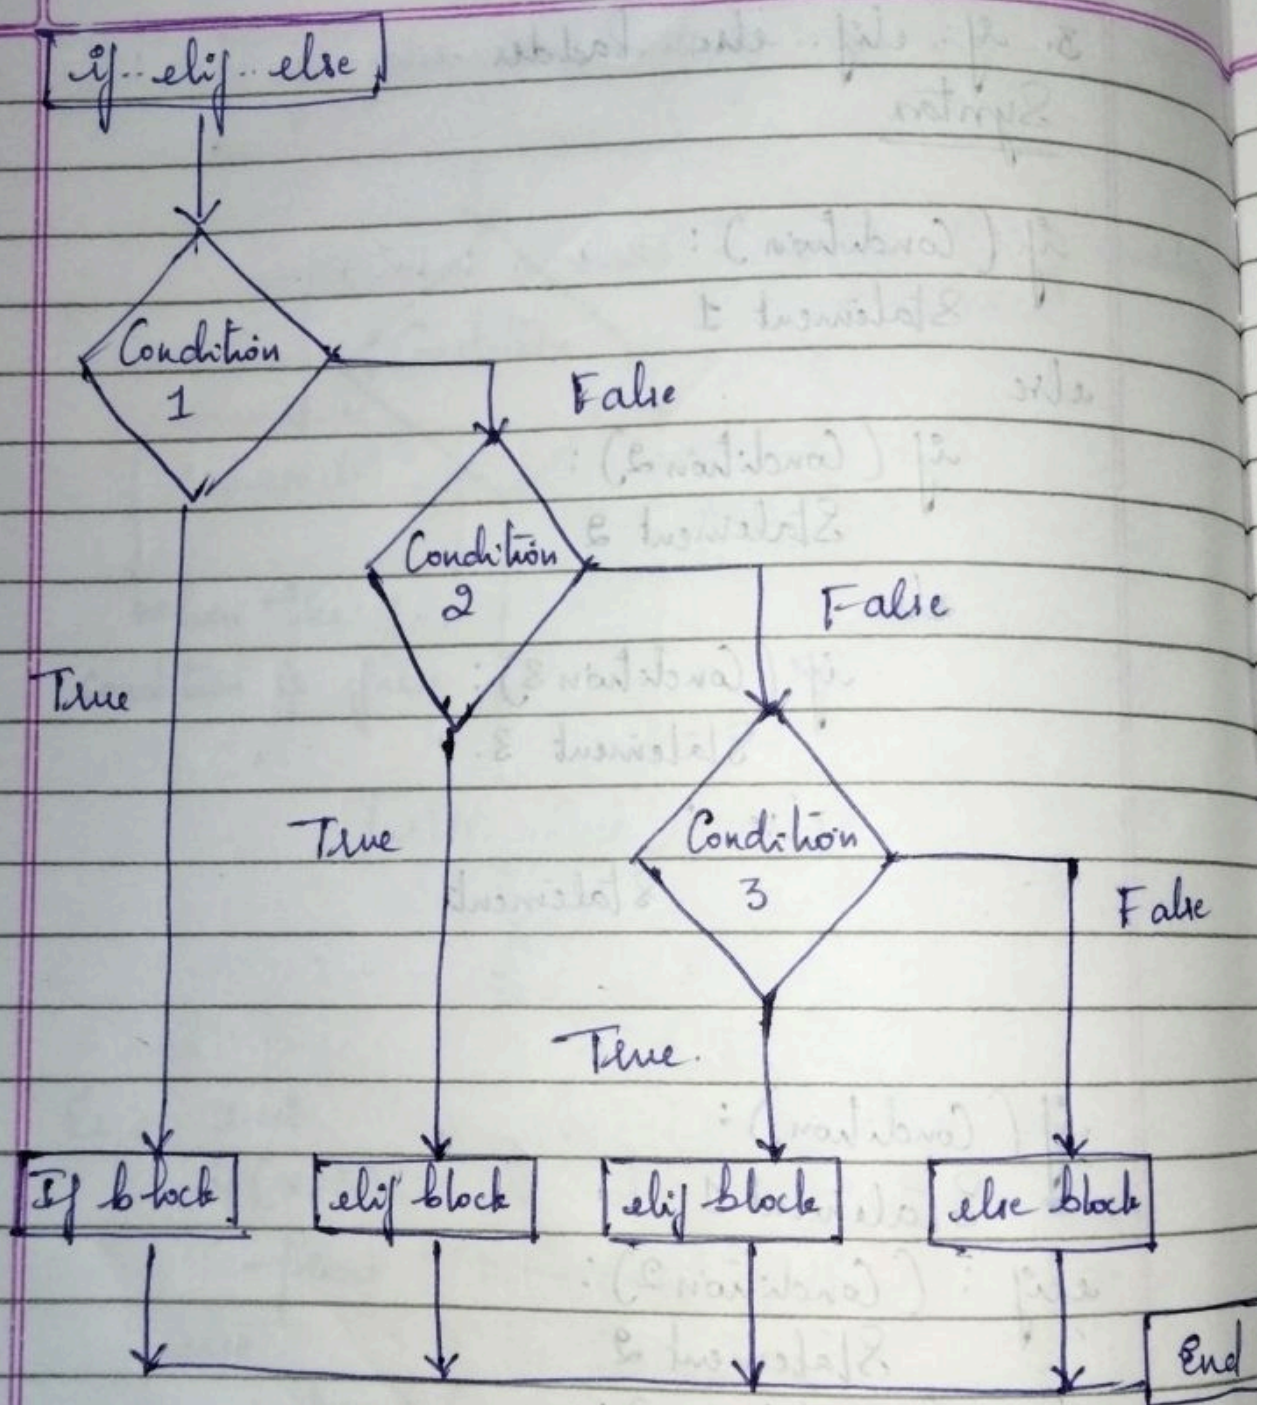 if..elif..else
Condition
1
False
Condition
2
False
True
True
Condition
3
False
True.
If block
elif block
elif block
else block
End